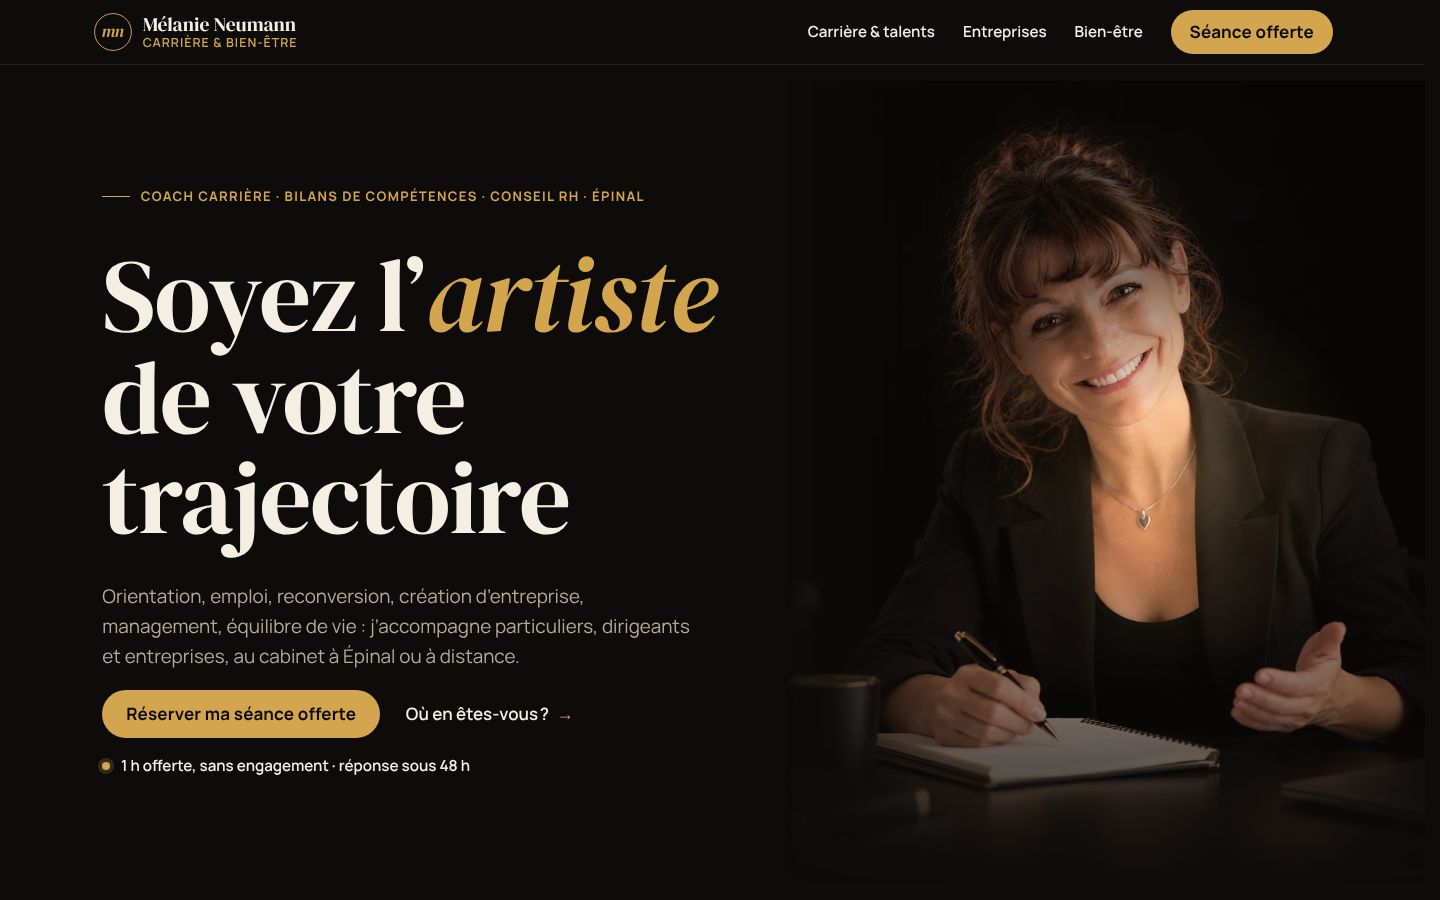 mn
Mélanie Neumann
CARRIÈRE & BIEN-ÊTRE
Carrière & talents
Entreprises
Bien-être
Séance offerte
COACH CARRIÈRE · BILANS DE COMPÉTENCES · CONSEIL RH · ÉPINAL
Soyez l’artiste
de votre
trajectoire
Orientation, emploi, reconversion, création d’entreprise,
management, équilibre de vie : j’accompagne particuliers, dirigeants
et entreprises, au cabinet à Épinal ou à distance.
Réserver ma séance offerte
Où en êtes-vous ? →
1 h offerte, sans engagement · réponse sous 48 h